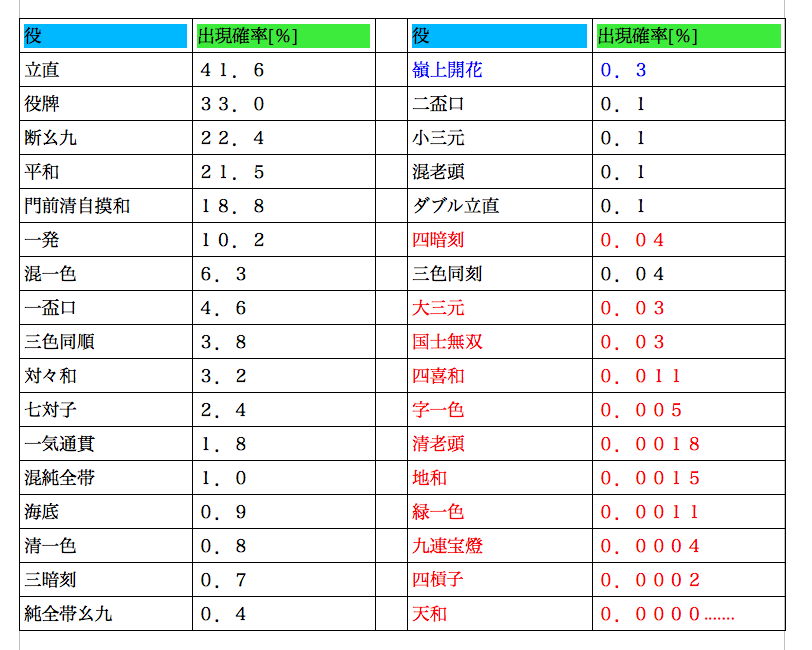 役 出現確率[％] 役 出現確率[％]
立直 ４１．６ 嶺上開花 ０．３
役牌 ３３．０ 二盃口 ０．１
断幺九 ２２．４ 小三元 ０．１
平和 ２１．５ 混老頭 ０．１
門前清自摸和 １８．８ ダブル立直 ０．１
一発 １０．２ 四暗刻 ０．０４
混一色 ６．３ 三色同刻 ０．０４
一盃口 ４．６ 大三元 ０．０３
三色同順 ３．８ 国士無双 ０．０３
対々和 ３．２ 四喜和 ０．０１１
七対子 ２．４ 字一色 ０．００５
一気通貫 １．８ 清老頭 ０．００１８
混純全帯 １．０ 地和 ０．００１５
海底 ０．９ 緑一色 ０．００１１
清一色 ０．８ 九連宝燈 ０．０００４
三暗刻 ０．７ 四槓子 ０．０００２
純全帯幺九 ０．４ 天和 ０．００００.......